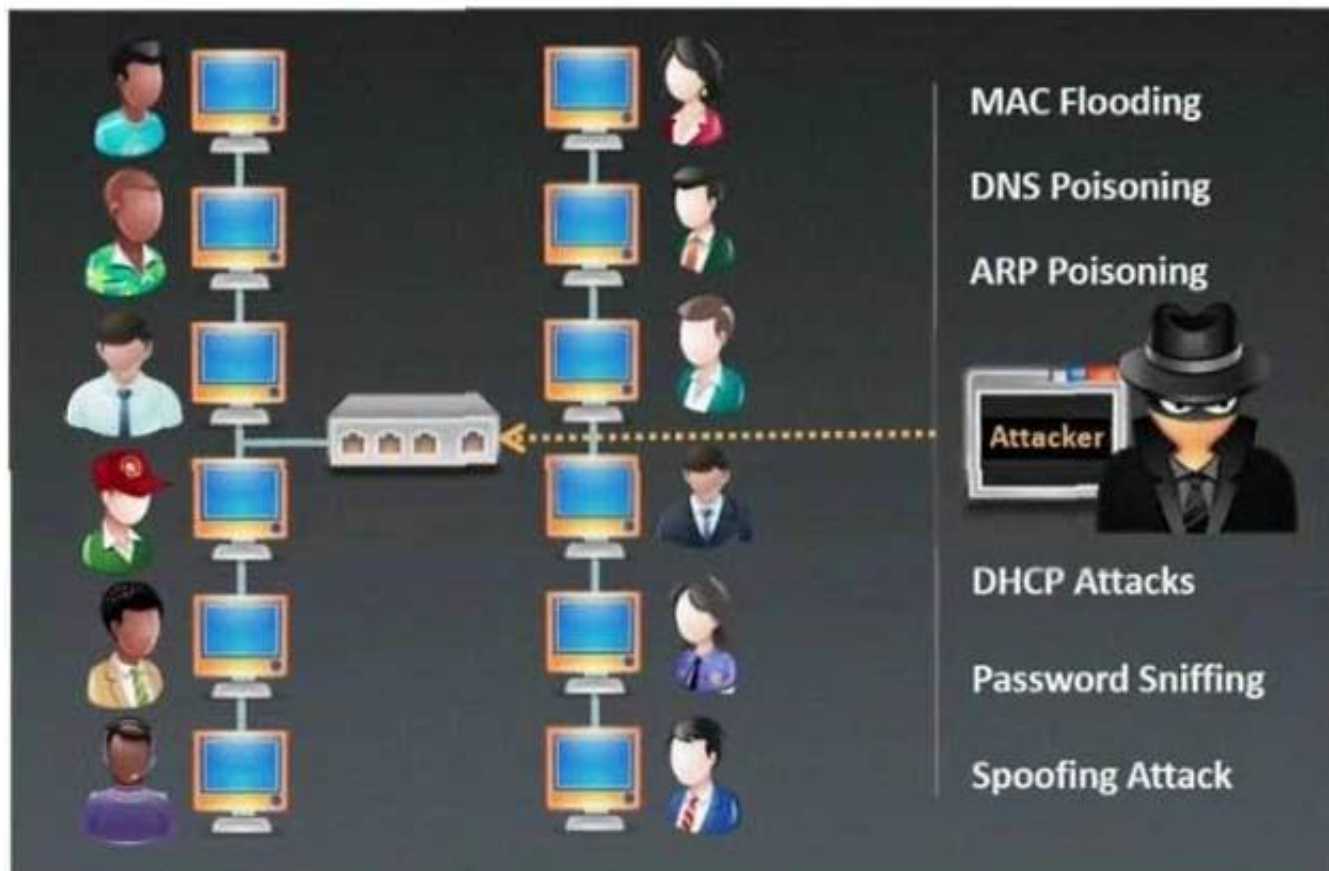 MAC Flooding
DNS Poisoning
ARP Poisoning
Attacker
DHCP Attacks
Password Sniffing
Spoofing Attack